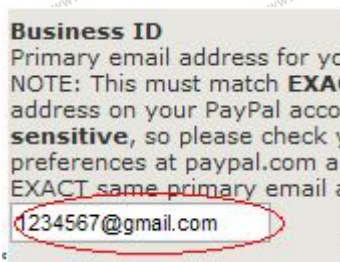 Business ID
Primary email address for yo
NOTE: This must match EXA
address on your PayPal acco
sensitive, so please check y
preferences at paypal.com a
EXACT same primary email a
1234567@gmail.com